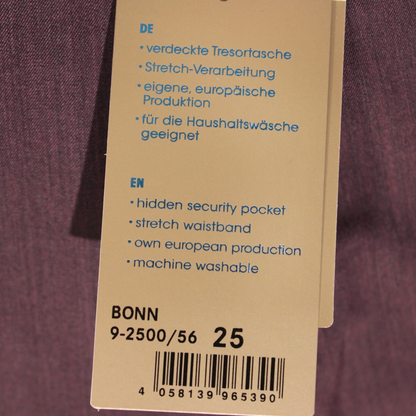 DE
• verdeckte Tresortasche
• Stretch-Verarbeitung
• eigene, europäische
Produktion
• für die Haushaltswäsche
geeignet
EN
• hidden security pocket
• stretch waistband
• own european production
• machine washable
BONN
9-2500/56 25
4 058139 965390